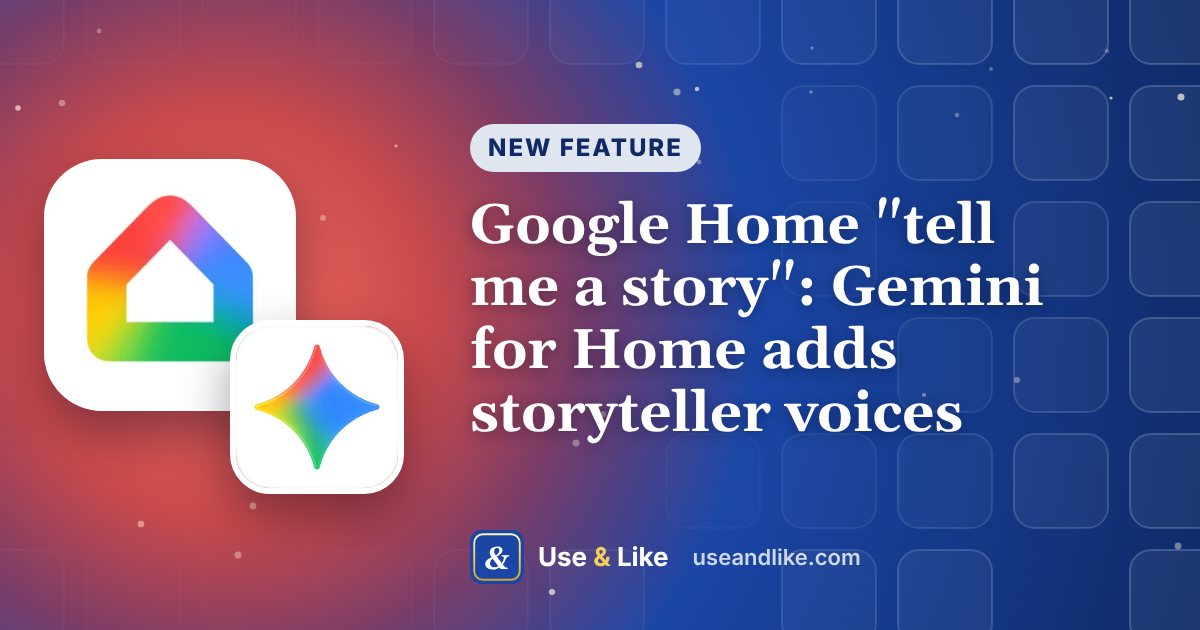 NEW FEATURE
Google Home "tell
me a story": Gemini
for Home adds
storyteller voices
& Use & Like useandlike.com